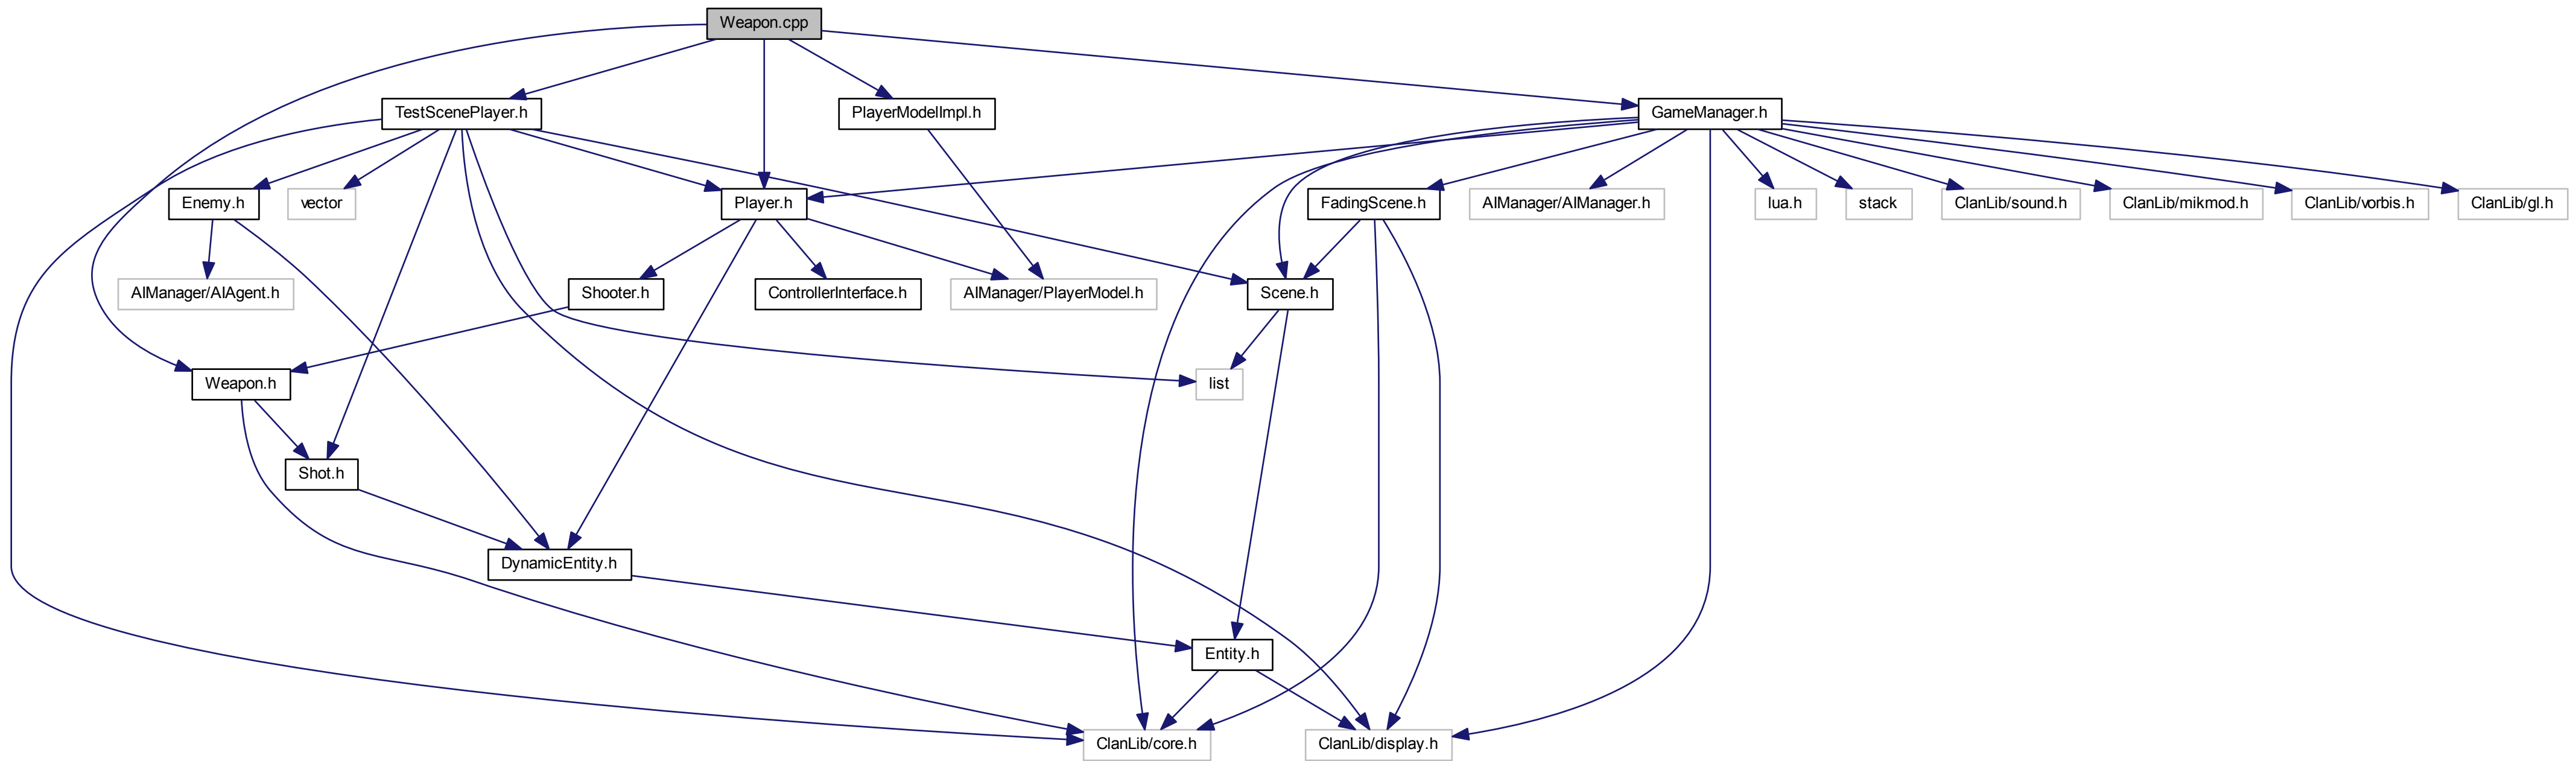 Weapon.cpp
TestScenePlayer.h
PlayerModelImpl.h
GameManager.h
Enemy.h
vector
Player.h
FadingScene.h
AIManager/AIManager.h
lua.h
stack
ClanLib/sound.h
ClanLib/mikmod.h
ClanLib/vorbis.h
ClanLib/gl.h
AIManager/AIAgent.h
Shooter.h
ControllerInterface.h
AIManager/PlayerModel.h
Scene.h
Weapon.h
list
Shot.h
DynamicEntity.h
Entity.h
ClanLib/core.h
ClanLib/display.h